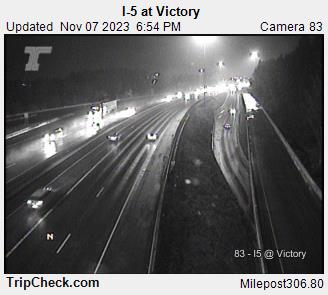 I-5 at Victory
Updated Nov 07 2023 6:54 PM Camera 83
T
N
83 - I5 @ Victory
TripCheck.com Milepost306.80